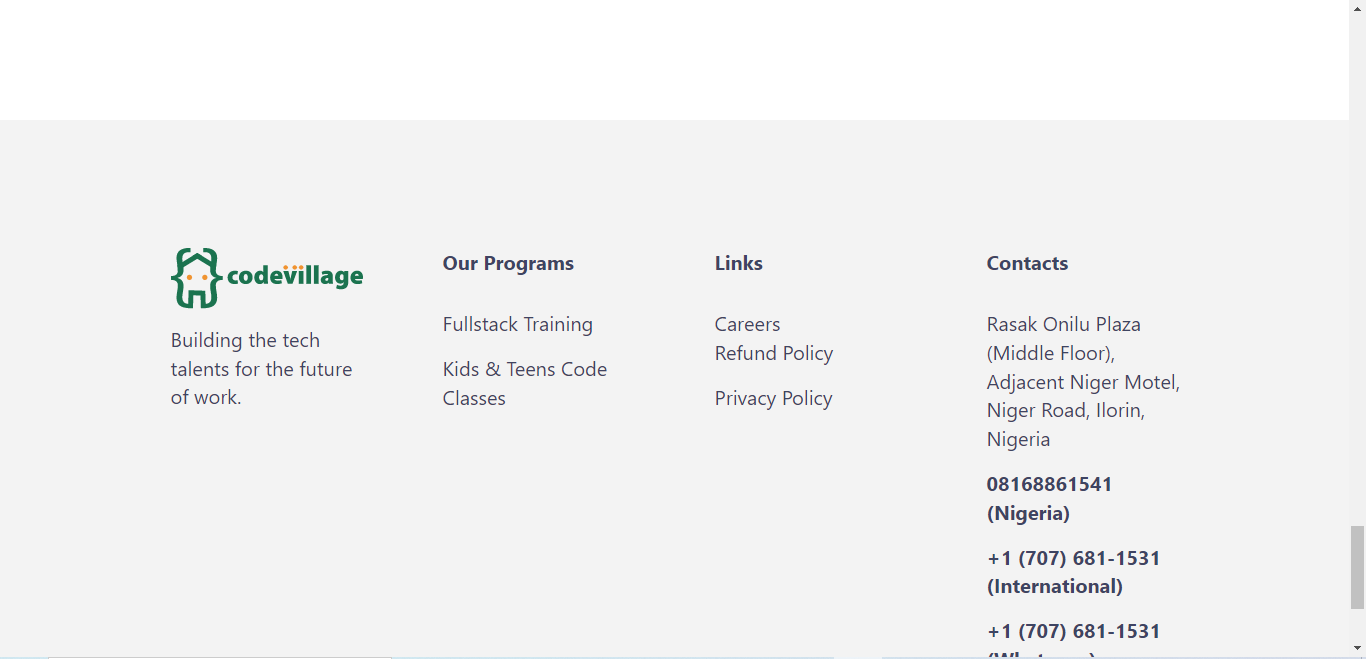 codevillage
Building the tech
talents for the future
of work.
Our Programs
Fullstack Training
Kids & Teens Code
Classes
Links
Careers
Refund Policy
Privacy Policy
Contacts
Rasak Onilu Plaza
(Middle Floor),
Adjacent Niger Motel,
Niger Road, Ilorin,
Nigeria
08168861541
(Nigeria)
+1 (707) 681-1531
(International)
+1 (707) 681-1531